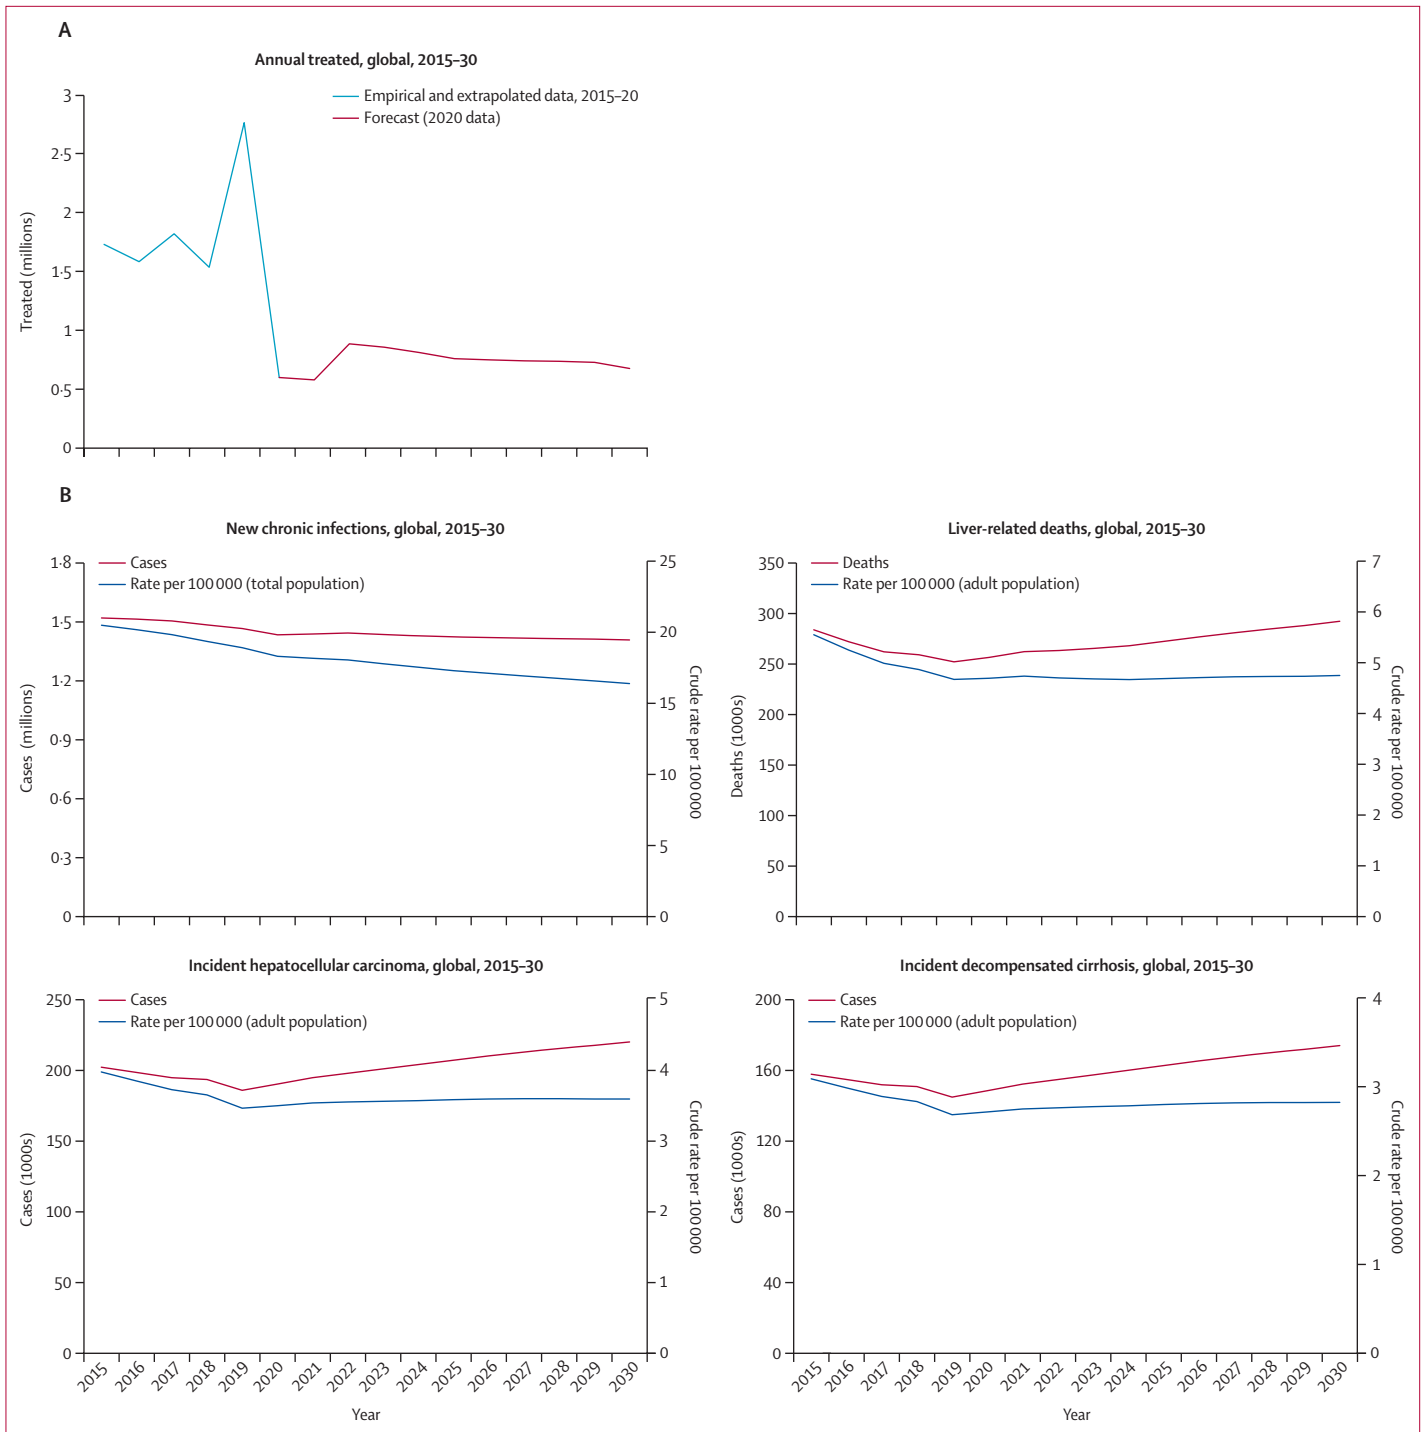 A
Annual treated, global, 2015–30
Empirical and extrapolated data, 2015–20
Forecast (2020 data)
3
2·5
2
1·5
1
0·5
0
Treated (millions)
B
New chronic infections, global, 2015–30
Cases
Rate per 100 000 (total population)
1·8
1·5
1·2
0·9
0·6
0·3
0
Cases (millions)
25
20
15
10
5
0
Crude rate per 100 000
Liver-related deaths, global, 2015–30
Deaths
Rate per 100 000 (adult population)
350
300
250
200
150
100
50
0
Deaths (1000s)
7
6
5
4
3
2
1
0
Crude rate per 100 000
Incident hepatocellular carcinoma, global, 2015–30
Cases
Rate per 100 000 (adult population)
250
200
150
100
50
0
Cases (1000s)
5
4
3
2
1
0
Crude rate per 100 000
2015 2016 2017 2018 2019 2020 2021 2022 2023 2024 2025 2026 2027 2028 2029 2030
Year
Incident decompensated cirrhosis, global, 2015–30
Cases
Rate per 100 000 (adult population)
200
160
120
80
40
0
Cases (1000s)
4
3
2
1
0
Crude rate per 100 000
2015 2016 2017 2018 2019 2020 2021 2022 2023 2024 2025 2026 2027 2028 2029 2030
Year